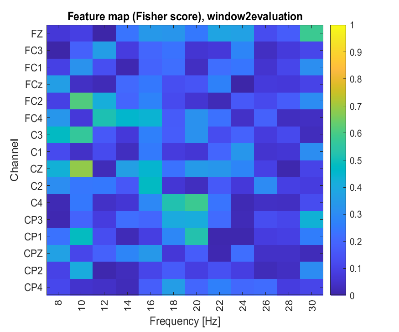 Feature map (Fisher score), window2evaluation
FZ
FC3
FC1
FCz
FC2
FC4
C3
C1
CZ
C2
C4
CP3
CP1
CPZ
CP2
CP4
Channel
8 10 12 14 16 18 20 22 24 26 28 30
Frequency [Hz]
1
0.9
0.8
0.7
0.6
0.5
0.4
0.3
0.2
0.1
0